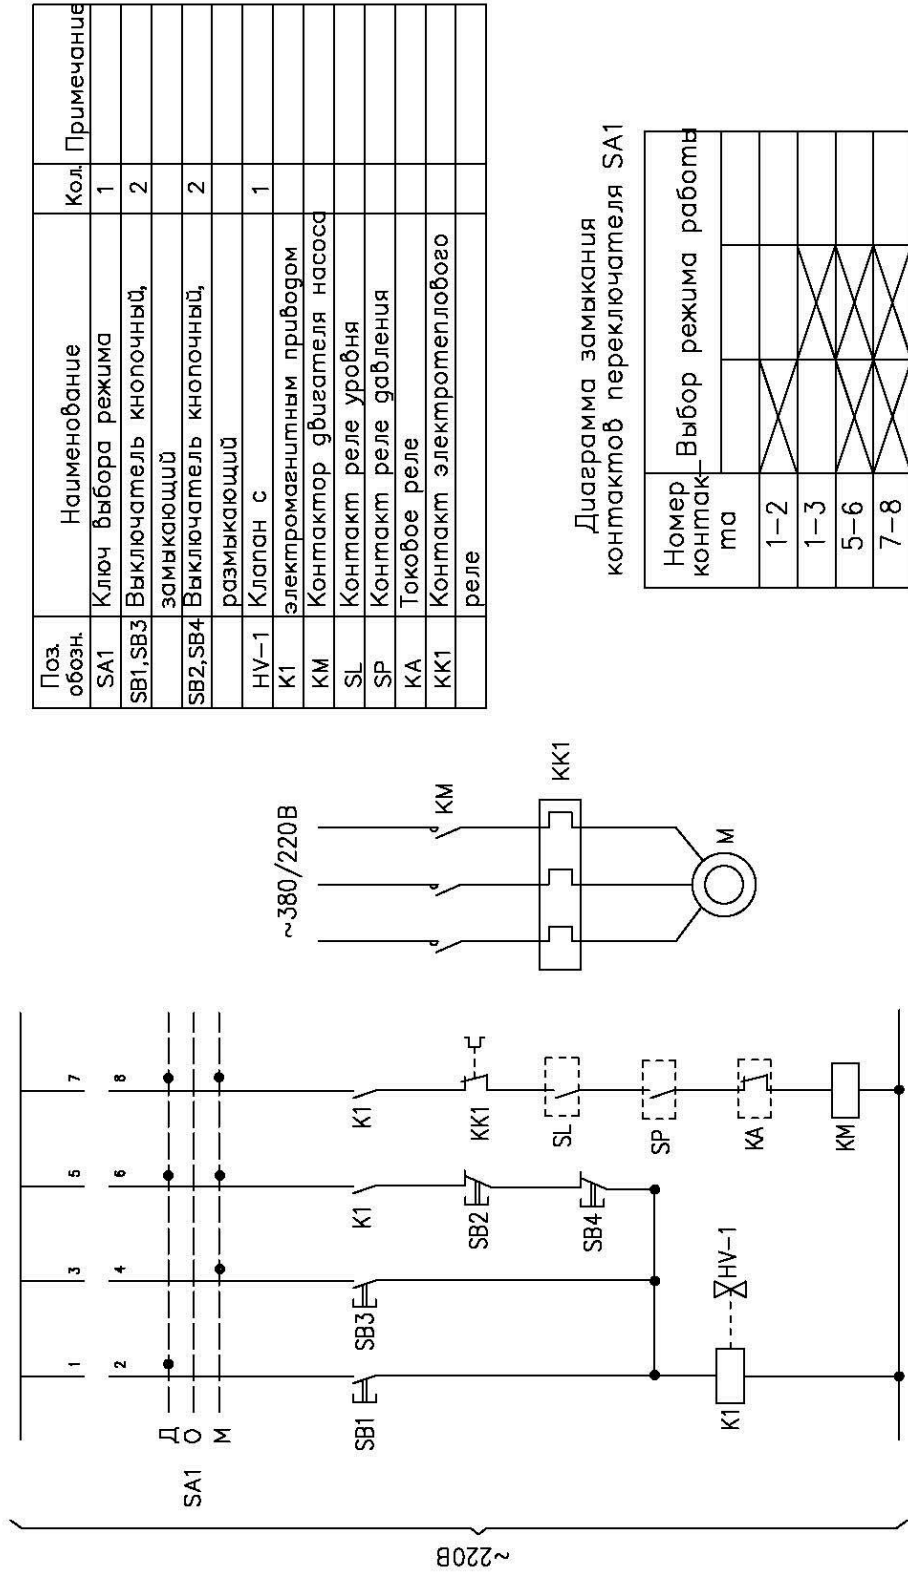 ~220В
SA1
Д
О
М
1
2
3
4
5
6
7
8
SB1
SB3
K1
SB2
SB4
K1
KK1
SL
SP
KA
KM
K1
HV-1
~380/220В
KM
KK1
M
Поз. обозн.
Наименование
Кол.
Примечание
SA1
Ключ выбора режима
1
SB1,SB3
Выключатель кнопочный,
2
замыкающий
SB2,SB4
Выключатель кнопочный,
2
размыкающий
HV-1
Клапан с
1
K1
электромагнитным приводом
KM
Контактор двигателя насоса
SL
Контакт реле уровня
SP
Контакт реле давления
KA
Токовое реле
KK1
Контакт электротеплового
реле
Диаграмма замыкания
контактов переключателя SA1
Номер
контак-
та
Выбор режима работы
1-2
1-3
5-6
7-8